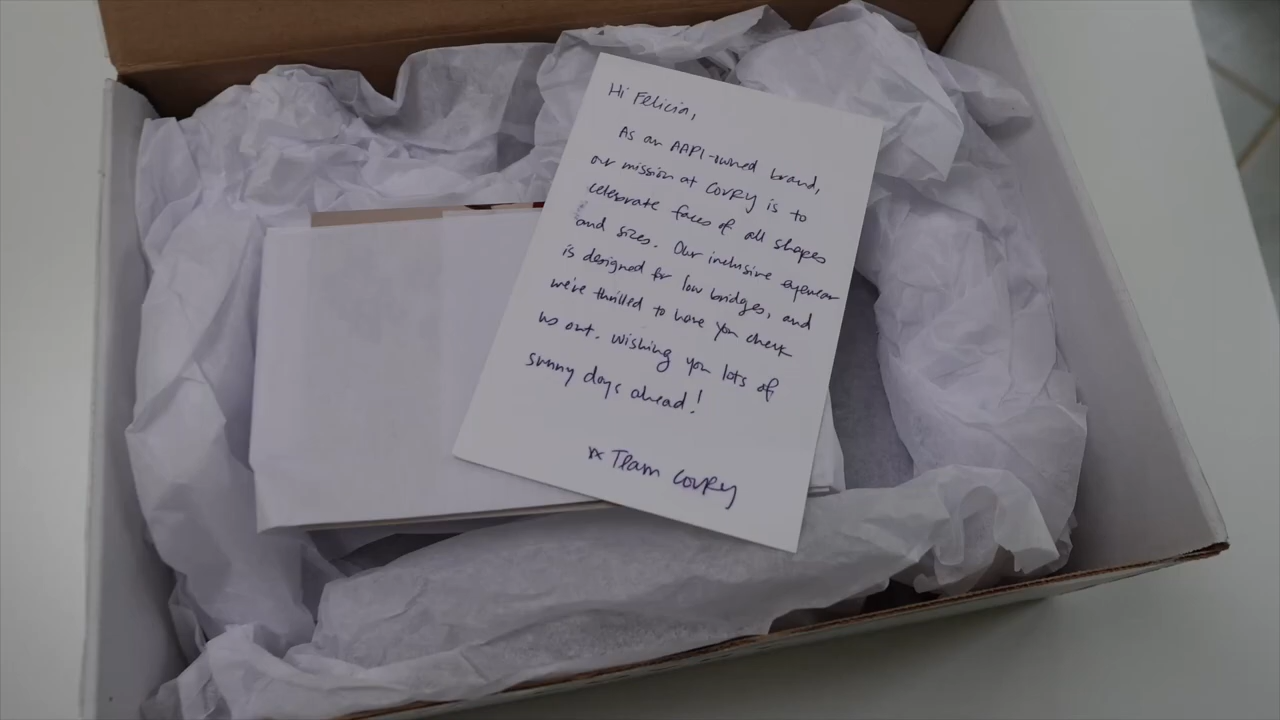 Hi Felicia,
As an AAPI-owned brand,
our mission at COVRY is to
celebrate faces of all shapes
and sizes. Our inclusive eyewear
is designed for low bridges, and
we're thrilled to have you check
us out. Wishing you lots of
sunny days ahead!
Team COVRY